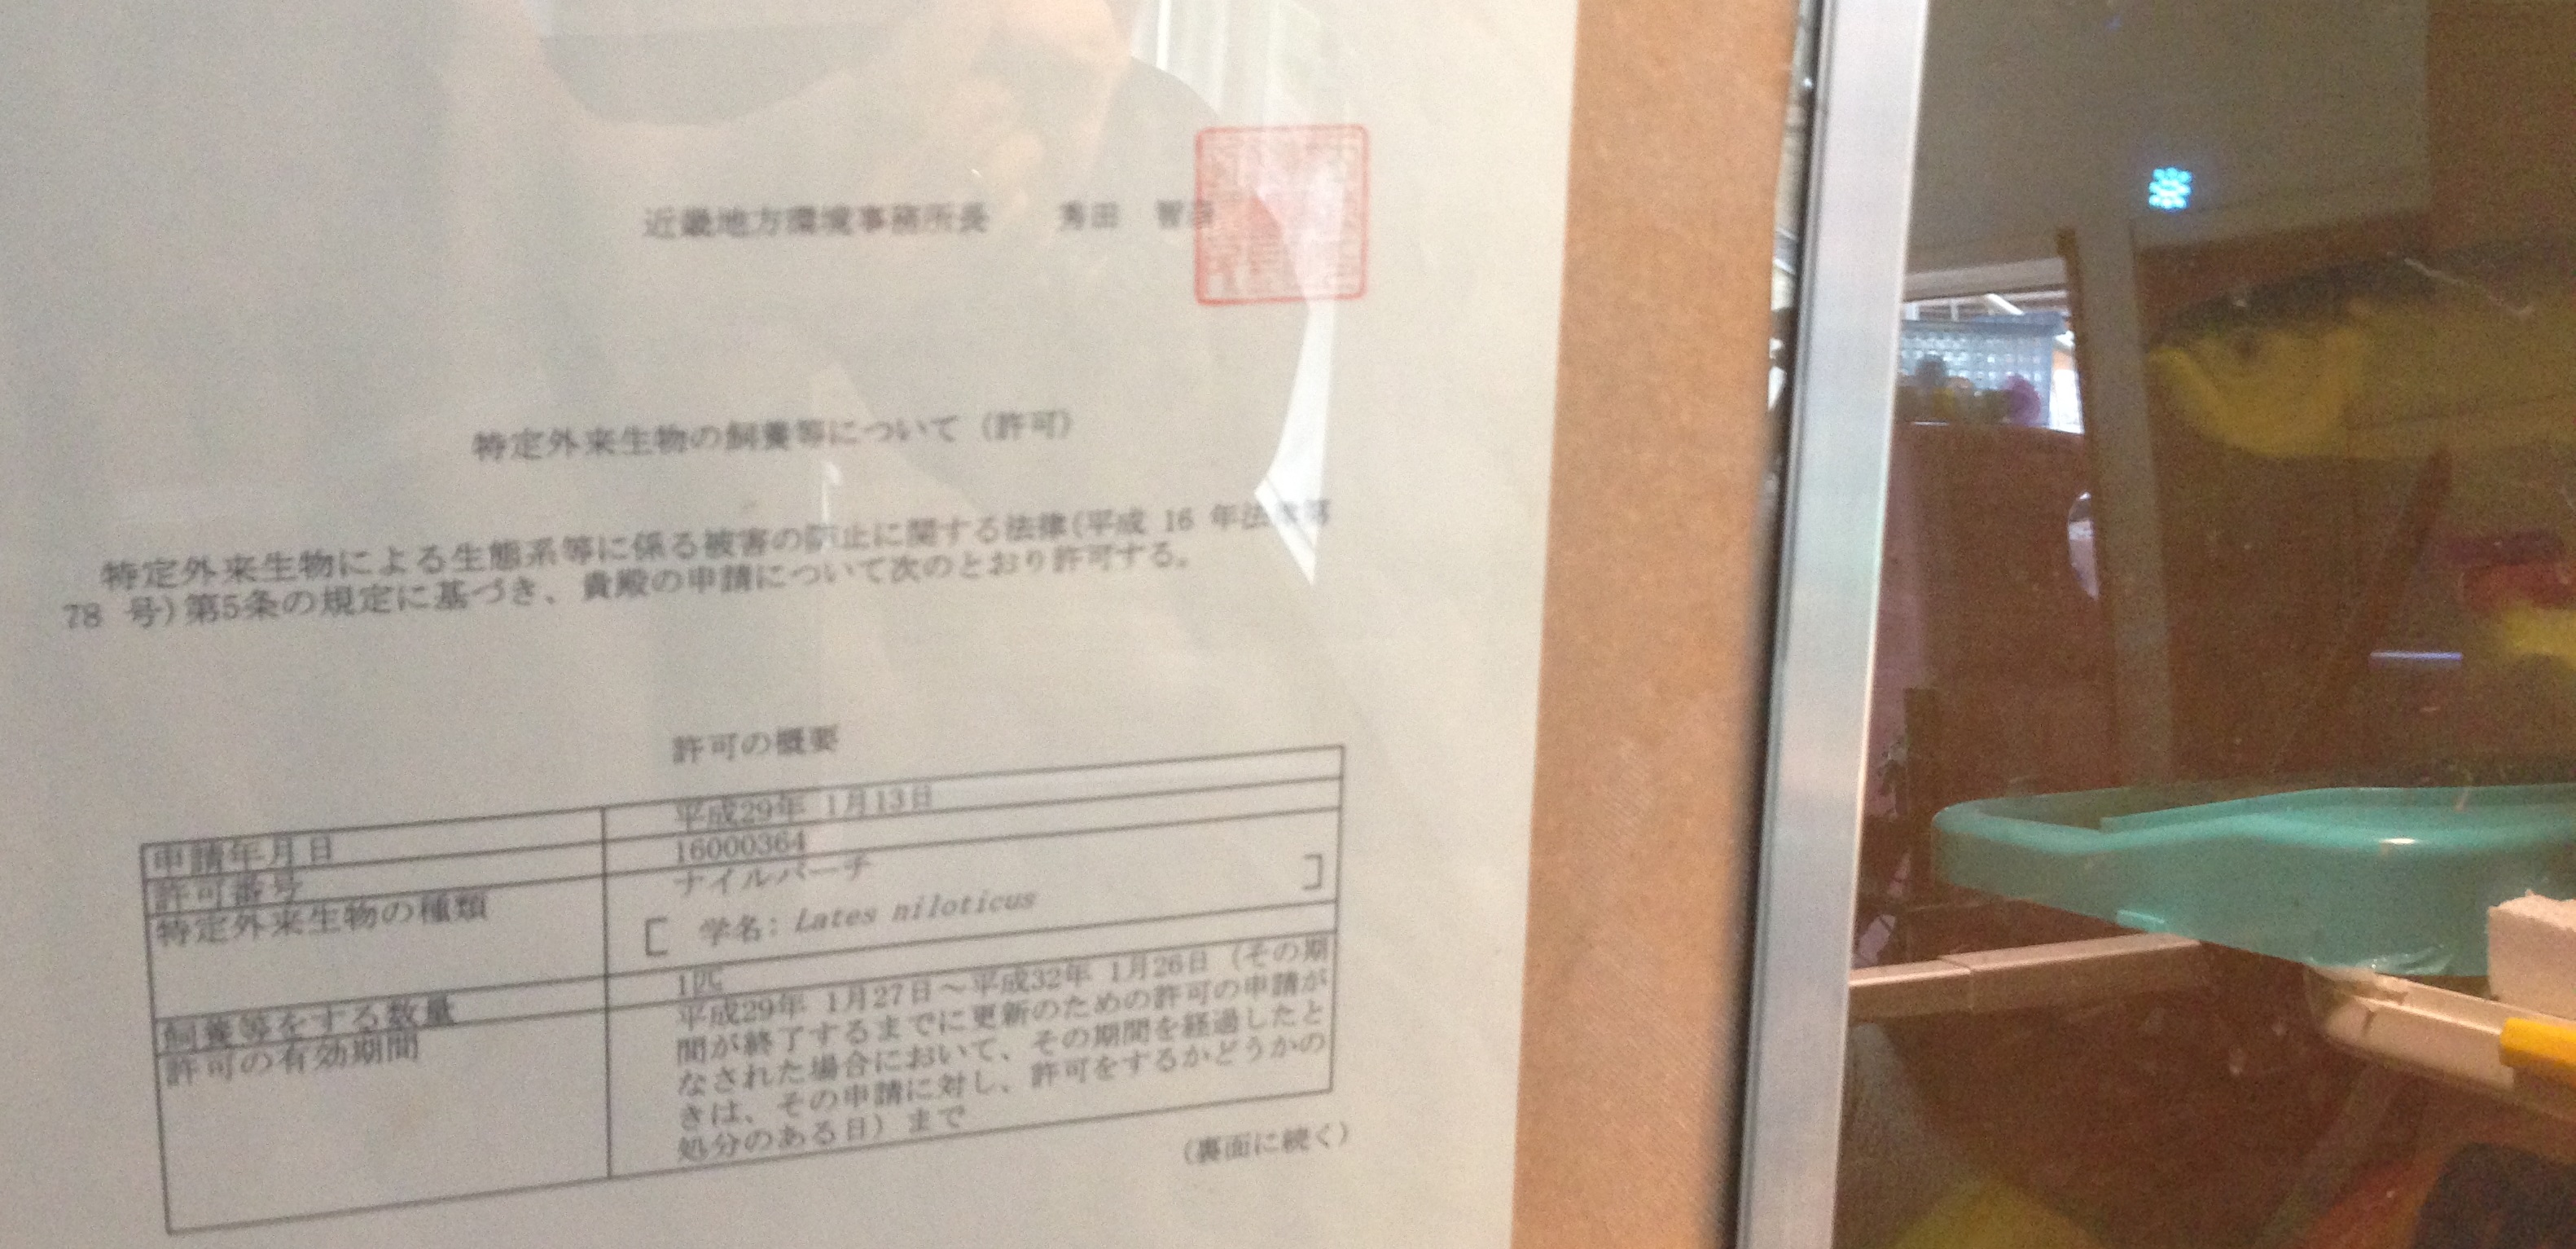 近畿地方環境事務所長 秀田 智
特定外来生物の飼養等について（許可）
特定外来生物による生態系等に係る被害の防止に関する法律(平成 16 年法律第
78 号)第5条の規定に基づき、貴殿の申請について次のとおり許可する。
許可の概要
申請年月日 平成29年 1月13日
許可番号 16000364
特定外来生物の種類 ナイルパーチ
[ 学名: Lates niloticus ]
飼養等をする数量 1匹
許可の有効期間 平成29年 1月27日～平成32年 1月26日（その期
間が終了するまでに更新のための許可の申請が
なされた場合において、その期間を経過したと
きは、その申請に対し、許可をするかどうかの
処分のある日）まで
（裏面に続く）